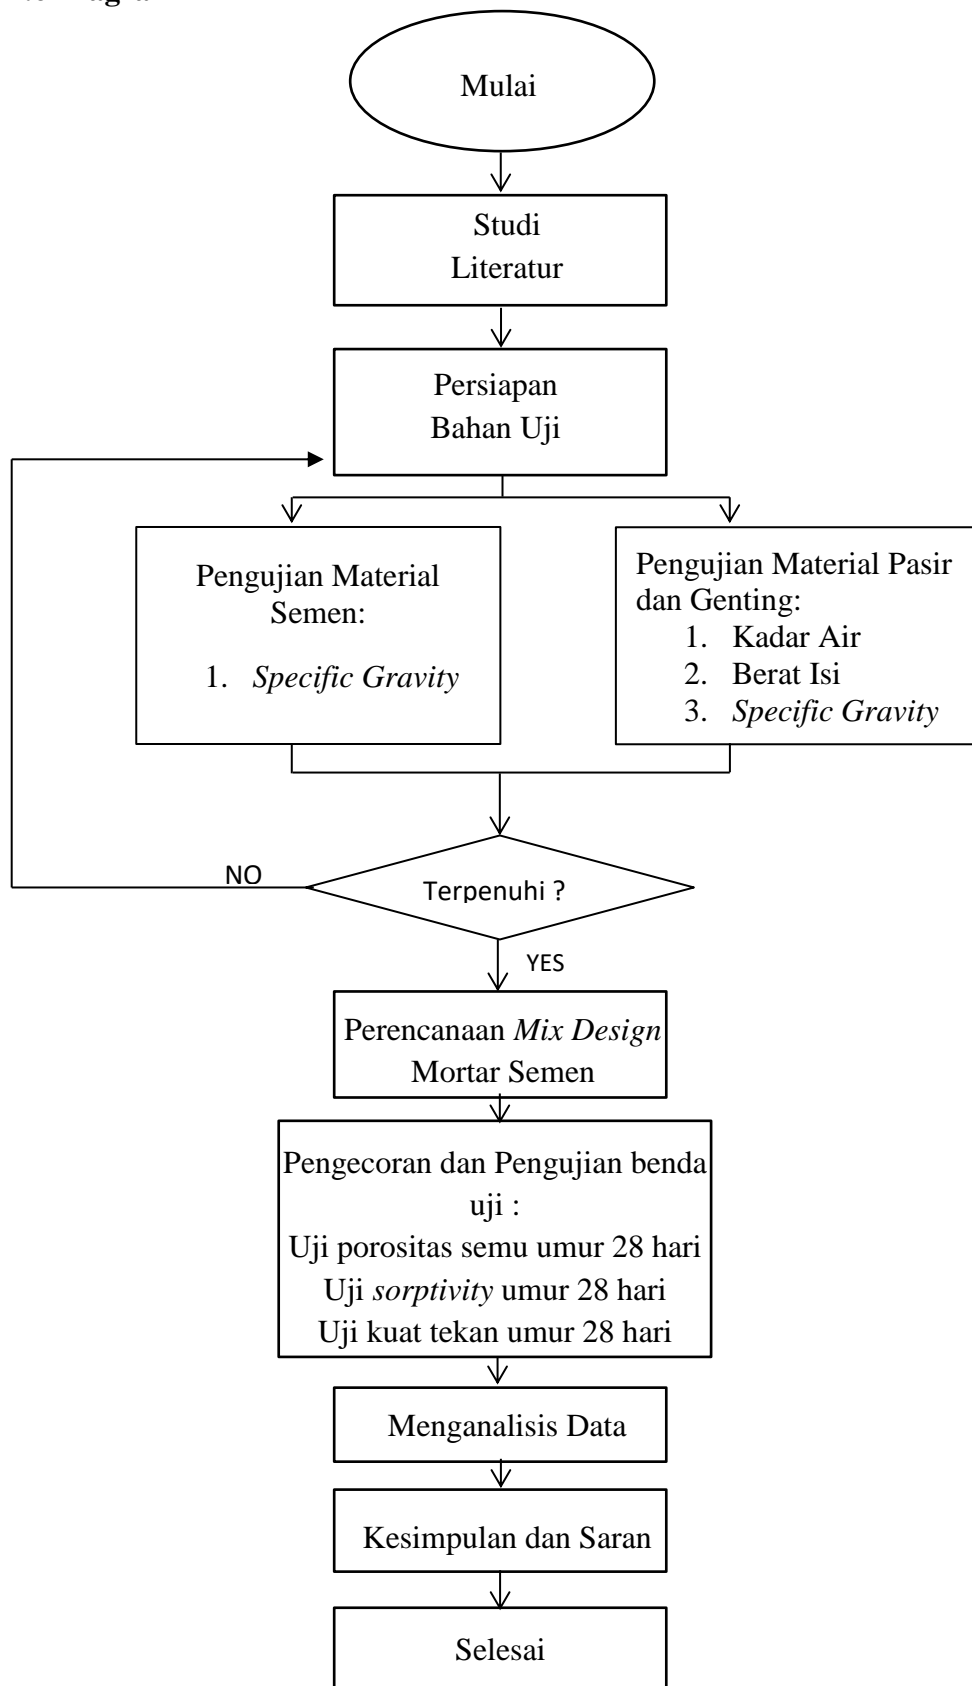 Mulai
Studi
Literatur
Persiapan
Bahan Uji
Pengujian Material
Semen:
1. Specific Gravity
Pengujian Material Pasir
dan Genting:
1. Kadar Air
2. Berat Isi
3. Specific Gravity
NO
Terpenuhi ?
YES
Perencanaan Mix Design
Mortar Semen
Pengecoran dan Pengujian benda
uji :
Uji porositas semu umur 28 hari
Uji sorptivity umur 28 hari
Uji kuat tekan umur 28 hari
Menganalisis Data
Kesimpulan dan Saran
Selesai